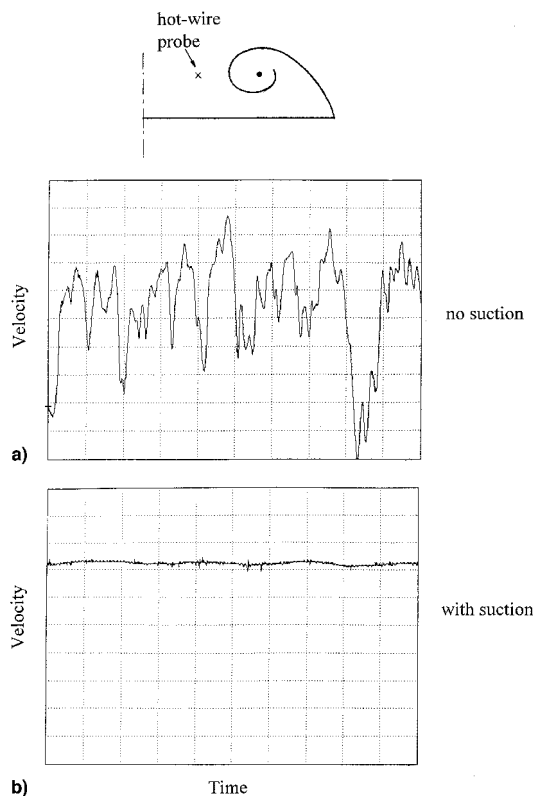 hot-wire
probe
Velocity
no suction
a)
Velocity
with suction
b)
Time